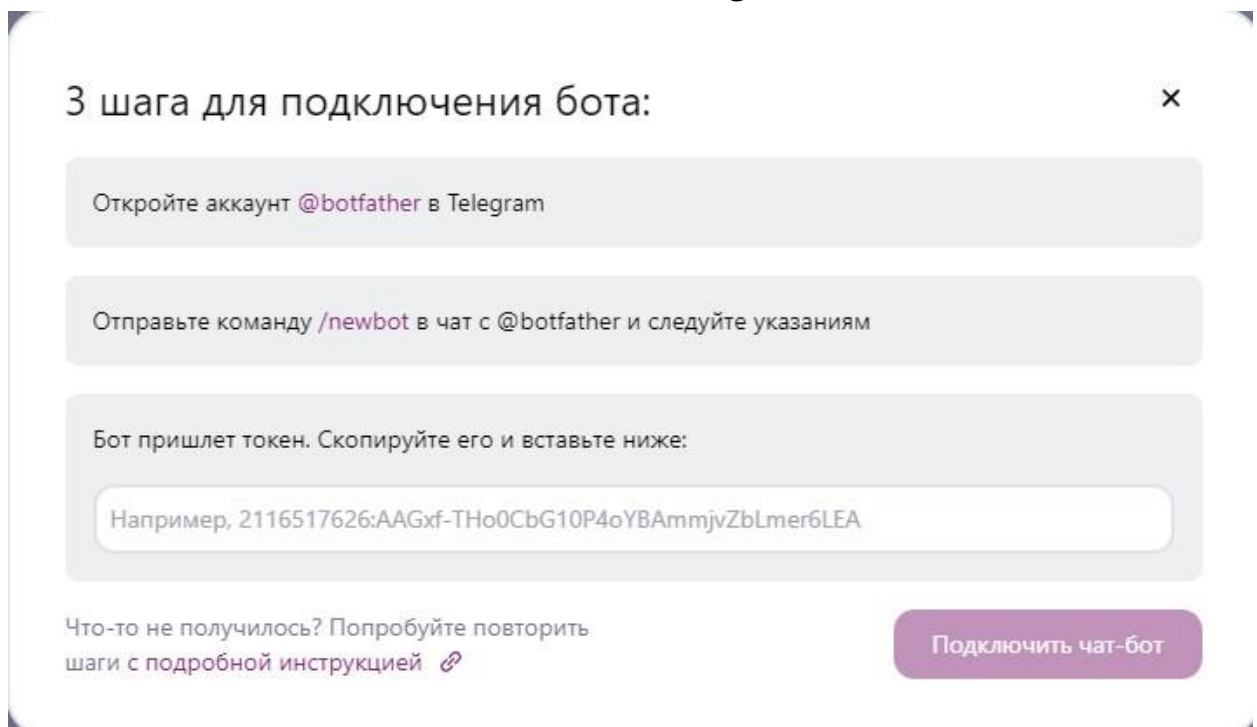 3 шага для подключения бота:
Откройте аккаунт @botfather в Telegram
Отправьте команду /newbot в чат с @botfather и следуйте указаниям
Бот пришлет токен. Скопируйте его и вставьте ниже:
Например, 2116517626:AAGxf-THo0CbG10P4oYBAmmjvZbLmer6LEA
Что-то не получилось? Попробуйте повторить
шаги с подробной инструкцией
Подключить чат-бот